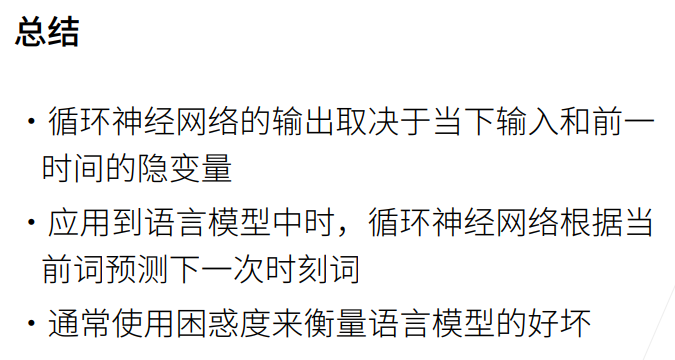 总结
• 循环神经网络的输出取决于当下输入和前一
时间的隐变量
• 应用到语言模型中时，循环神经网络根据当
前词预测下一次时刻词
• 通常使用困惑度来衡量语言模型的好坏